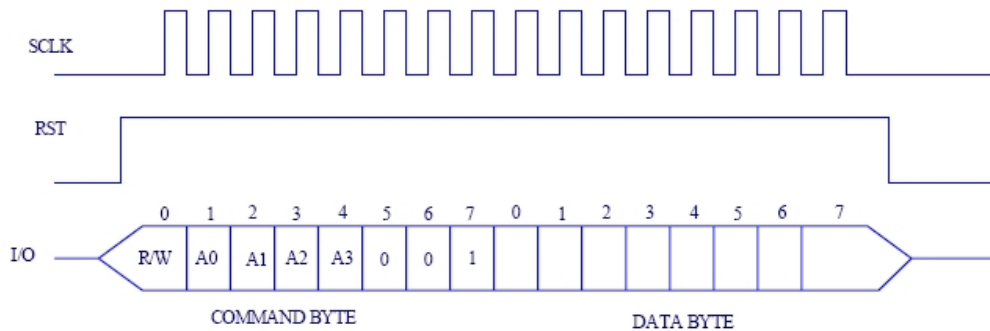 SCLK
RST
0 1 2 3 4 5 6 7 0 1 2 3 4 5 6 7
I/O R/W A0 A1 A2 A3 0 0 1
COMMAND BYTE DATA BYTE